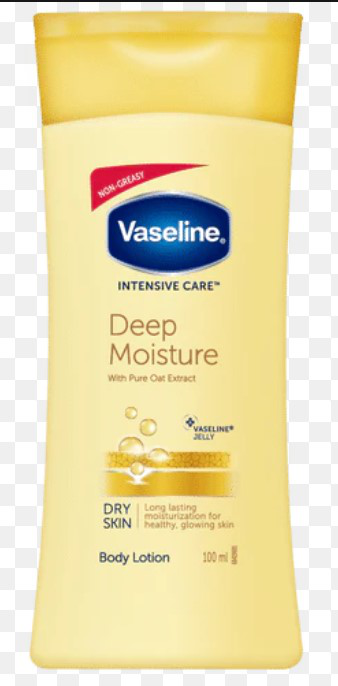 NON-GREASY
Vaseline®
INTENSIVE CARE™
Deep
Moisture
With Pure Oat Extract
VASELINE®
JELLY
DRY
SKIN
Long lasting
moisturization for
healthy, glowing skin
Body Lotion
100 ml